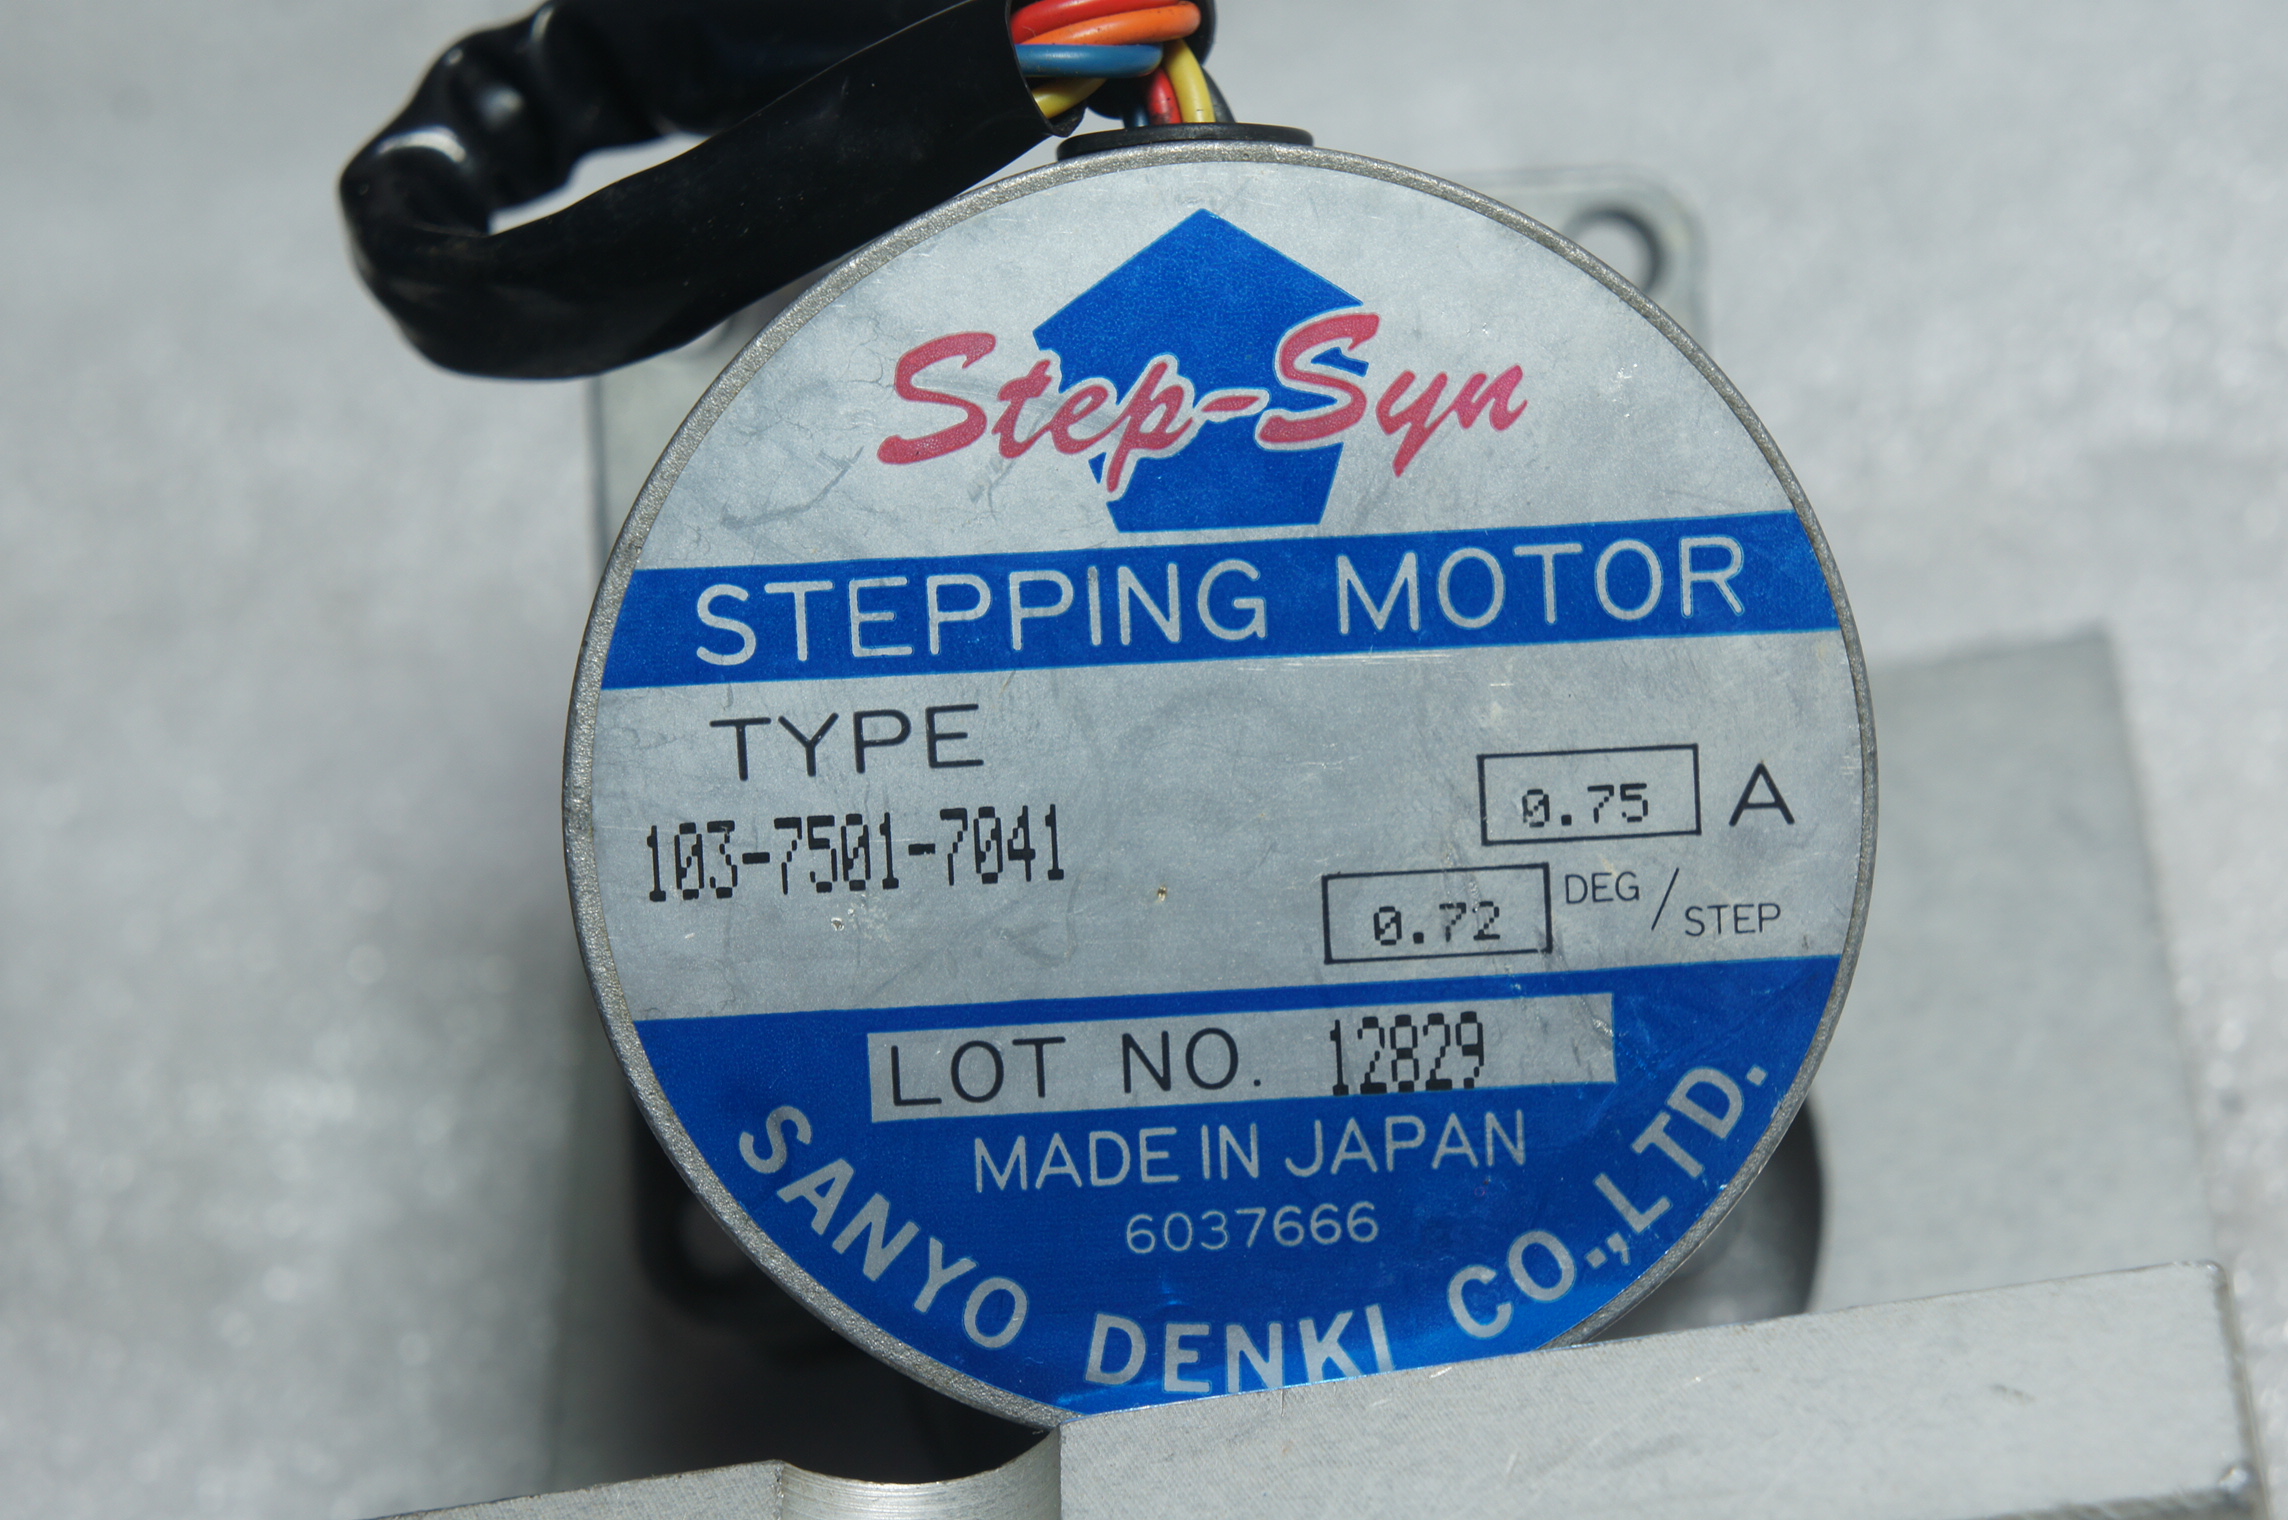 Step-Syn
STEPPING MOTOR
TYPE
103-7501-7041
0.75 A
0.72 DEG/STEP
LOT NO. 12829
MADE IN JAPAN
6037666
SANYO DENKI CO.,LTD.